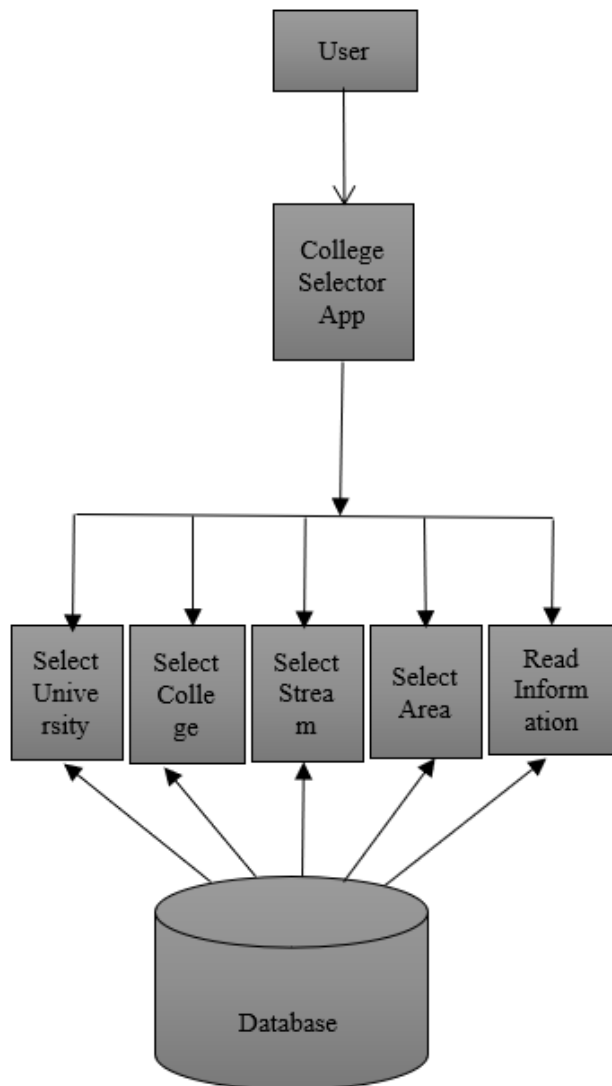 User
College
Selector
App
Select
Unive
rsity
Select
Colle
ge
Select
Strea
m
Select
Area
Read
Inform
ation
Database